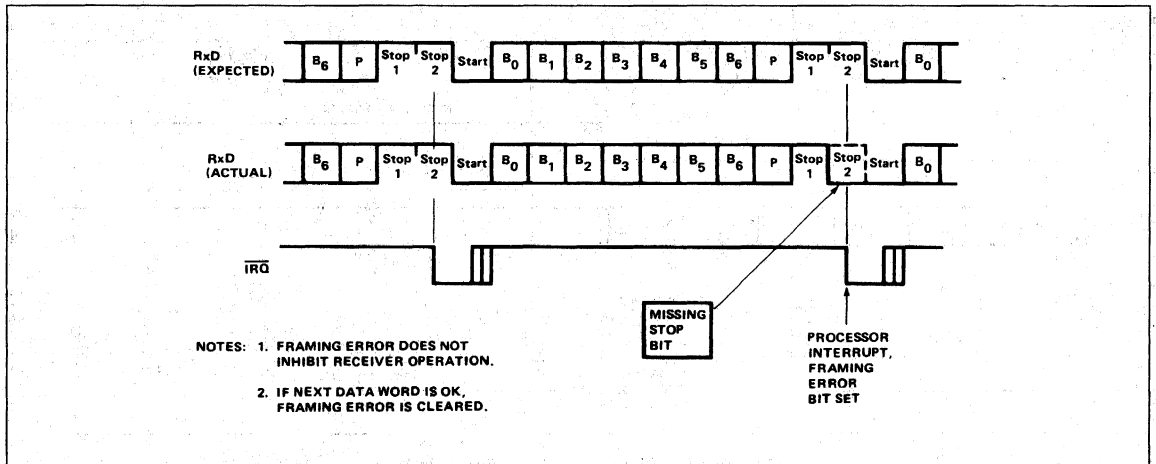 RxD
(EXPECTED)
B6 P Stop 1 Stop 2 Start B0 B1 B2 B3 B4 B5 B6 P Stop 1 Stop 2 Start B0
RxD
(ACTUAL)
B6 P Stop 1 Stop 2 Start B0 B1 B2 B3 B4 B5 B6 P Stop 1 Stop 2 Start B0
IRQ
MISSING
STOP
BIT
PROCESSOR
INTERRUPT,
FRAMING
ERROR
BIT SET
NOTES: 1. FRAMING ERROR DOES NOT
INHIBIT RECEIVER OPERATION.
2. IF NEXT DATA WORD IS OK,
FRAMING ERROR IS CLEARED.